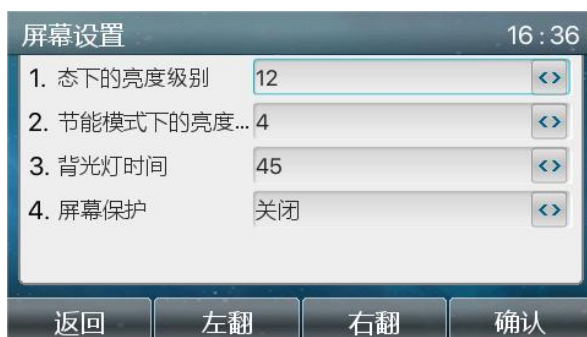 屏幕设置 16:36
1. 态下的亮度级别 12
2. 节能模式下的亮度... 4
3. 背光灯时间 45
4. 屏幕保护 关闭
返回 左翻 右翻 确认